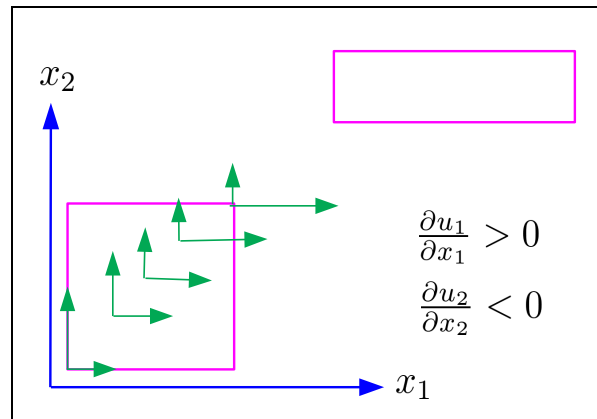 x₂
∂u₁/∂x₁ > 0
∂u₂/∂x₂ < 0
x₁